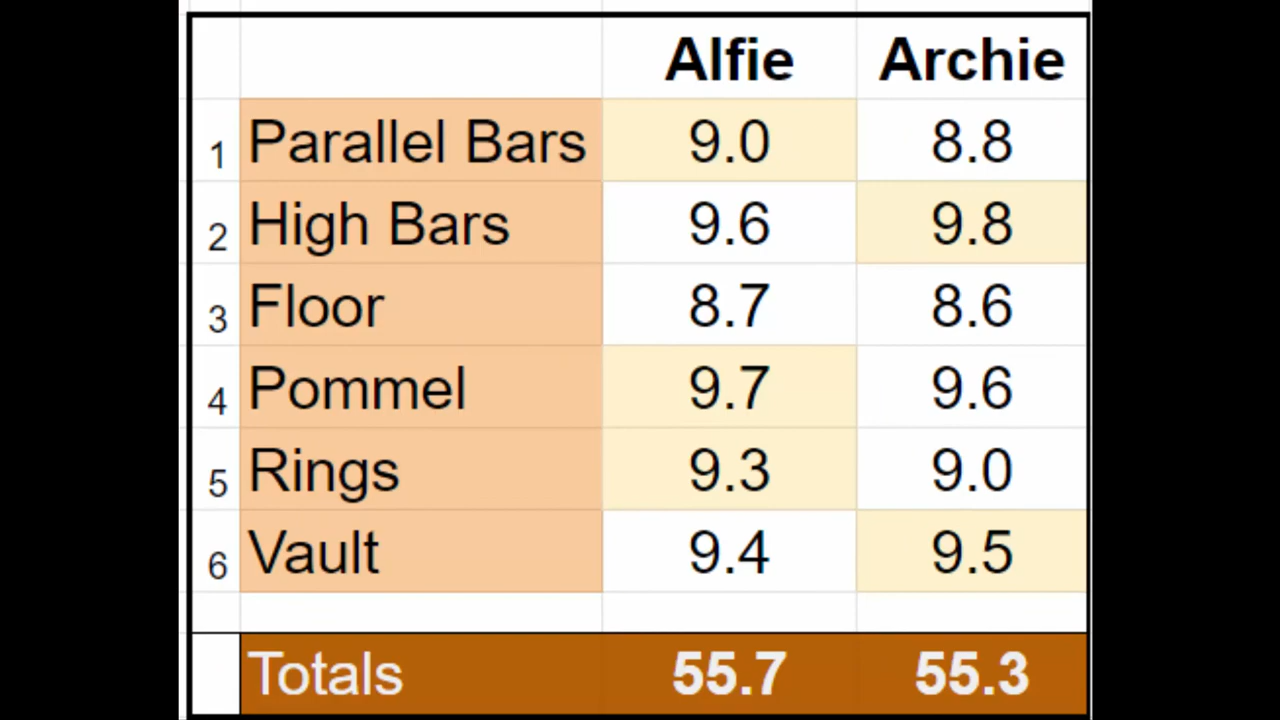 Alfie Archie
1 Parallel Bars 9.0 8.8
2 High Bars 9.6 9.8
3 Floor 8.7 8.6
4 Pommel 9.7 9.6
5 Rings 9.3 9.0
6 Vault 9.4 9.5
Totals 55.7 55.3